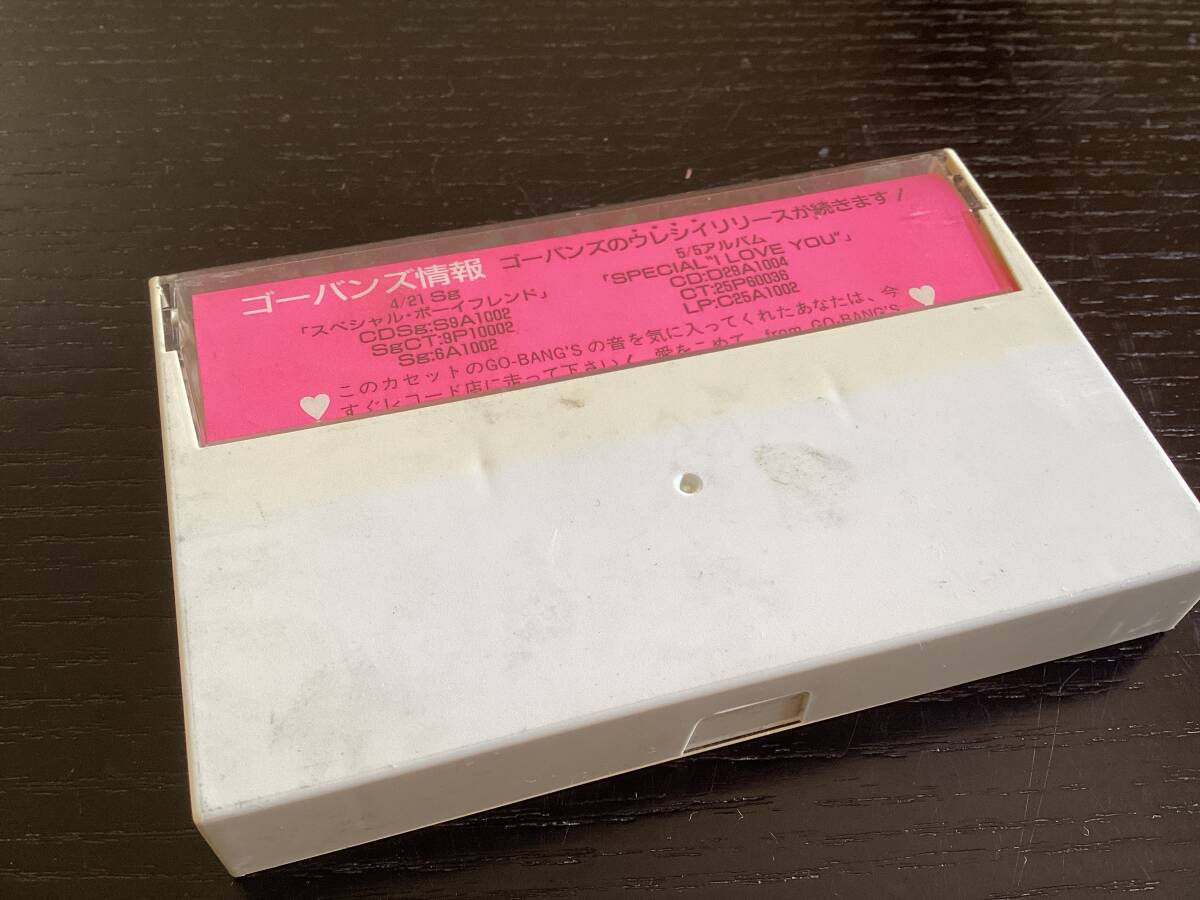 ゴーバンズ情報 ゴーバンズのウレシイリリースが続きます!
4/21 Sg
「スペシャル・ボーイフレンド」
CDSg:S9A1002
SgCT:9P10002
Sg:6A1002
5/5アルバム
「SPECIAL"I LOVE YOU"」
CD:D29A1004
CT:25P60036
LP:C25A1002
このカセットのGO-BANG'Sの音を気に入ってくれたあなたは、今
すぐレコード店に走って下さい 愛をこめて from GO-BANG'S